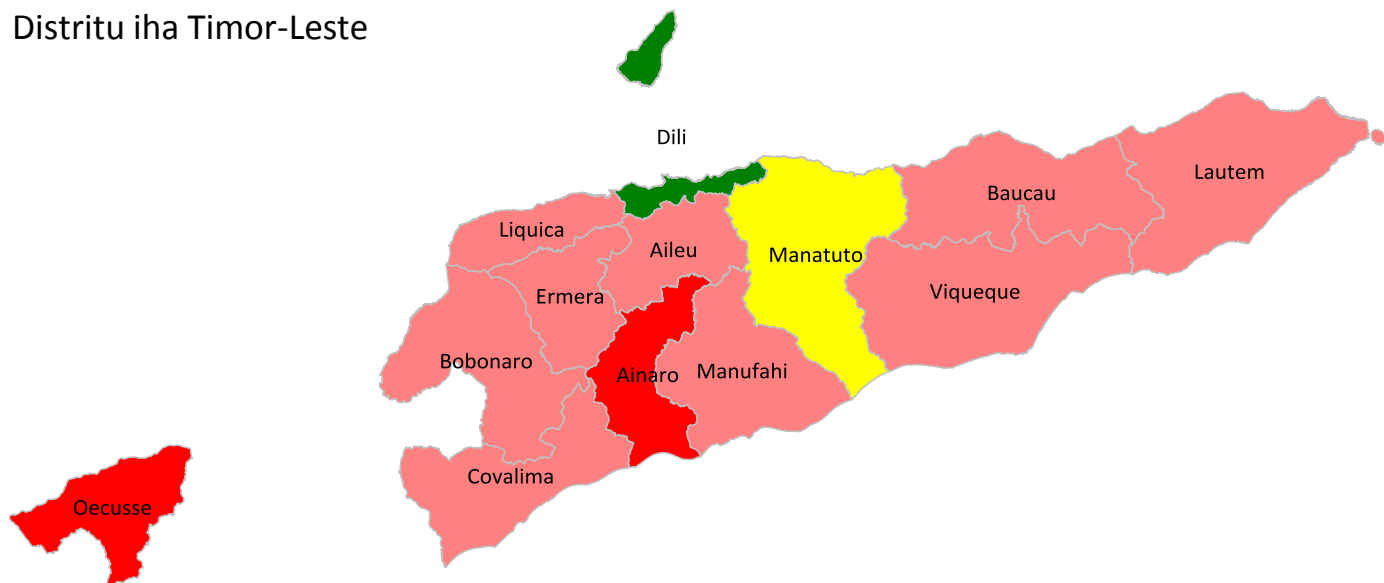 Distritu iha Timor-Leste
Dili
Lautem
Baucau
Liquica
Aileu
Manatuto
Viqueque
Ermera
Bobonaro
Ainaro
Manufahi
Covalima
Oecusse